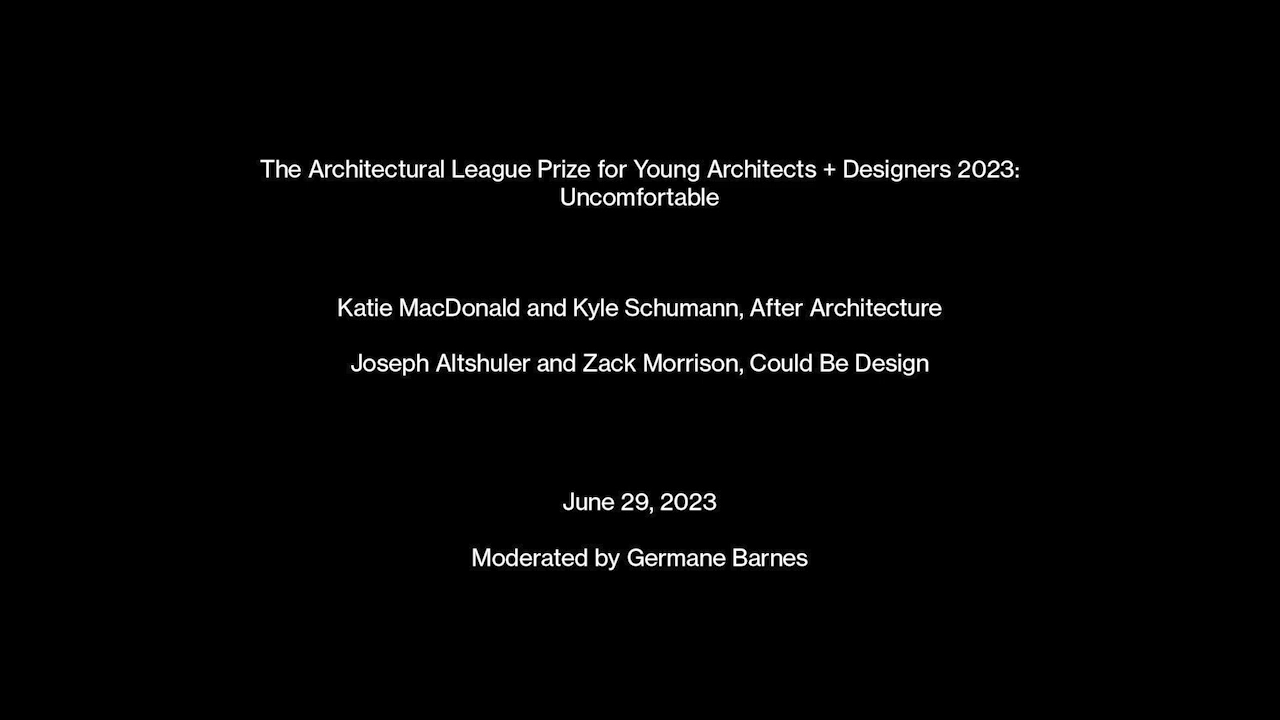 The Architectural League Prize for Young Architects + Designers 2023:
Uncomfortable
Katie MacDonald and Kyle Schumann, After Architecture
Joseph Altshuler and Zack Morrison, Could Be Design
June 29, 2023
Moderated by Germane Barnes